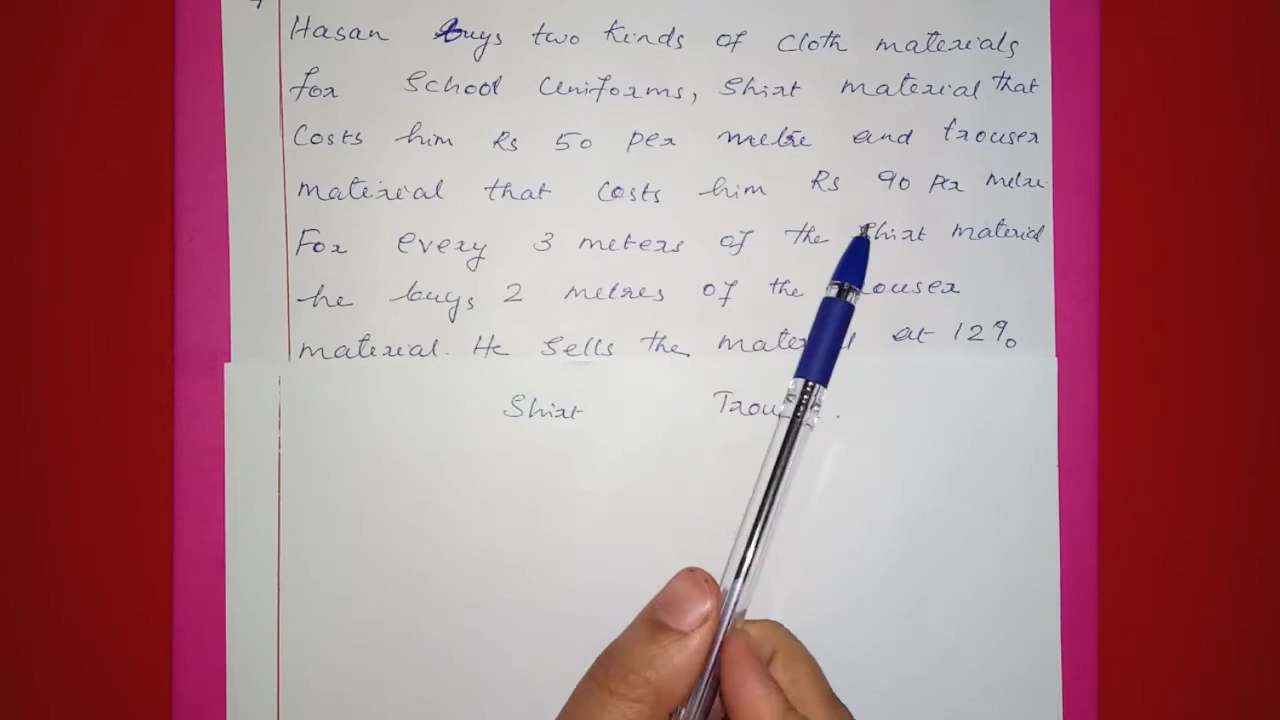 Hasan buys two kinds of cloth materials
for School Uniforms, Shirt material that
Costs him Rs 50 per metre and trouser
material that costs him Rs 90 per metre.
For every 3 meters of the Shirt material
he buys 2 metres of the
material. He Sells the at 12%
Shirt